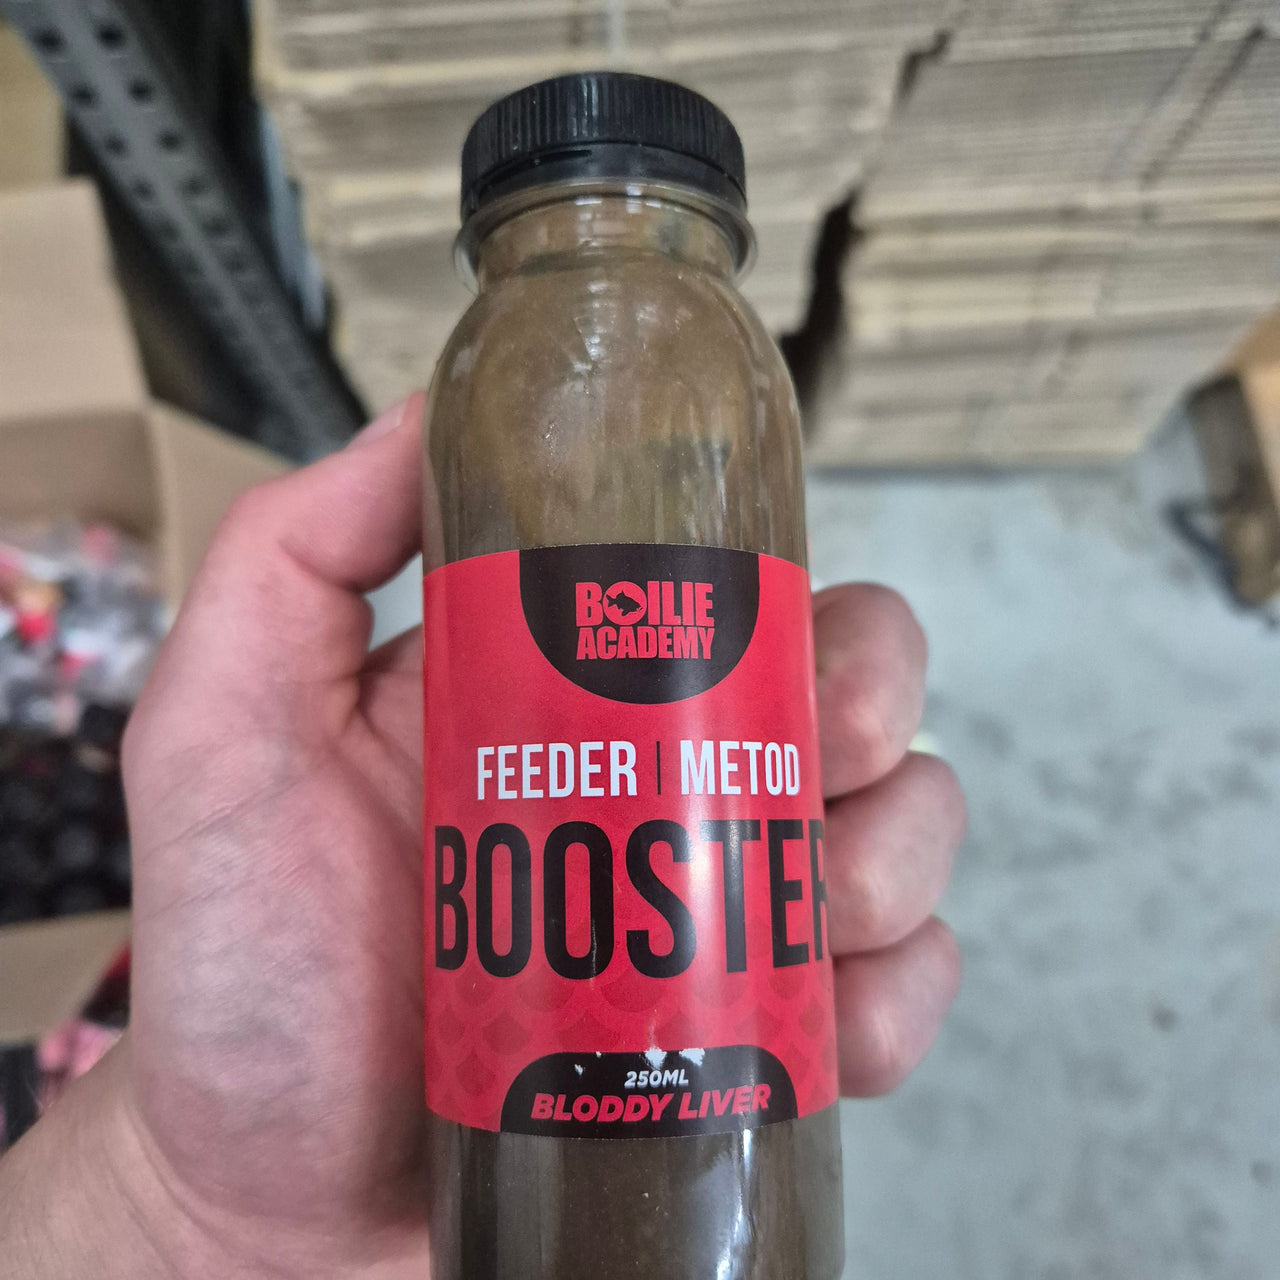 BOILIE
ACADEMY
FEEDER | METOD
BOOSTER
250ML
BLODDY LIVER